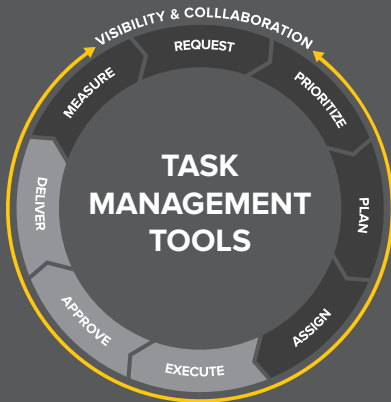 VISIBILITY & COLLLABORATION
REQUEST
PRIORITIZE
PLAN
ASSIGN
EXECUTE
APPROVE
DELIVER
MEASURE
TASK
MANAGEMENT
TOOLS